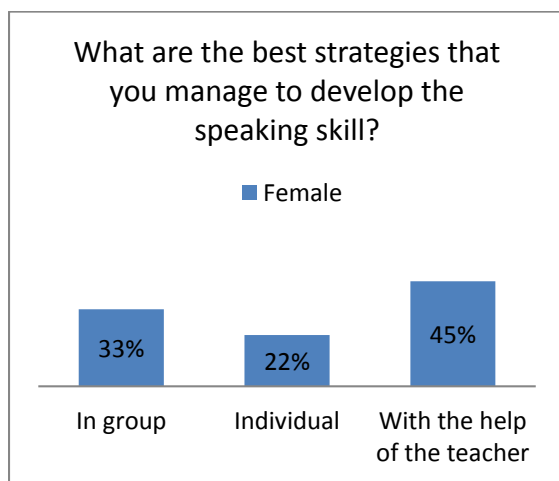 What are the best strategies that
you manage to develop the
speaking skill?
Female
33%
22%
45%
In group
Individual
With the help
of the teacher